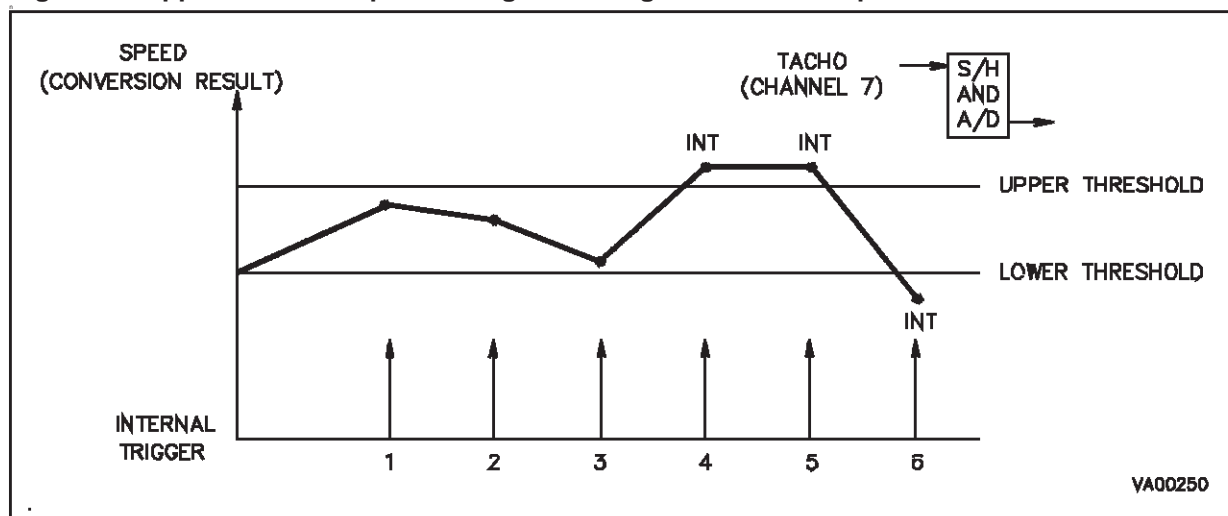 SPEED
(CONVERSION RESULT)
TACHO
(CHANNEL 7)
S/H
AND
A/D
INT
INT
UPPER THRESHOLD
LOWER THRESHOLD
INT
INTERNAL
TRIGGER
1
2
3
4
5
6
VA00250